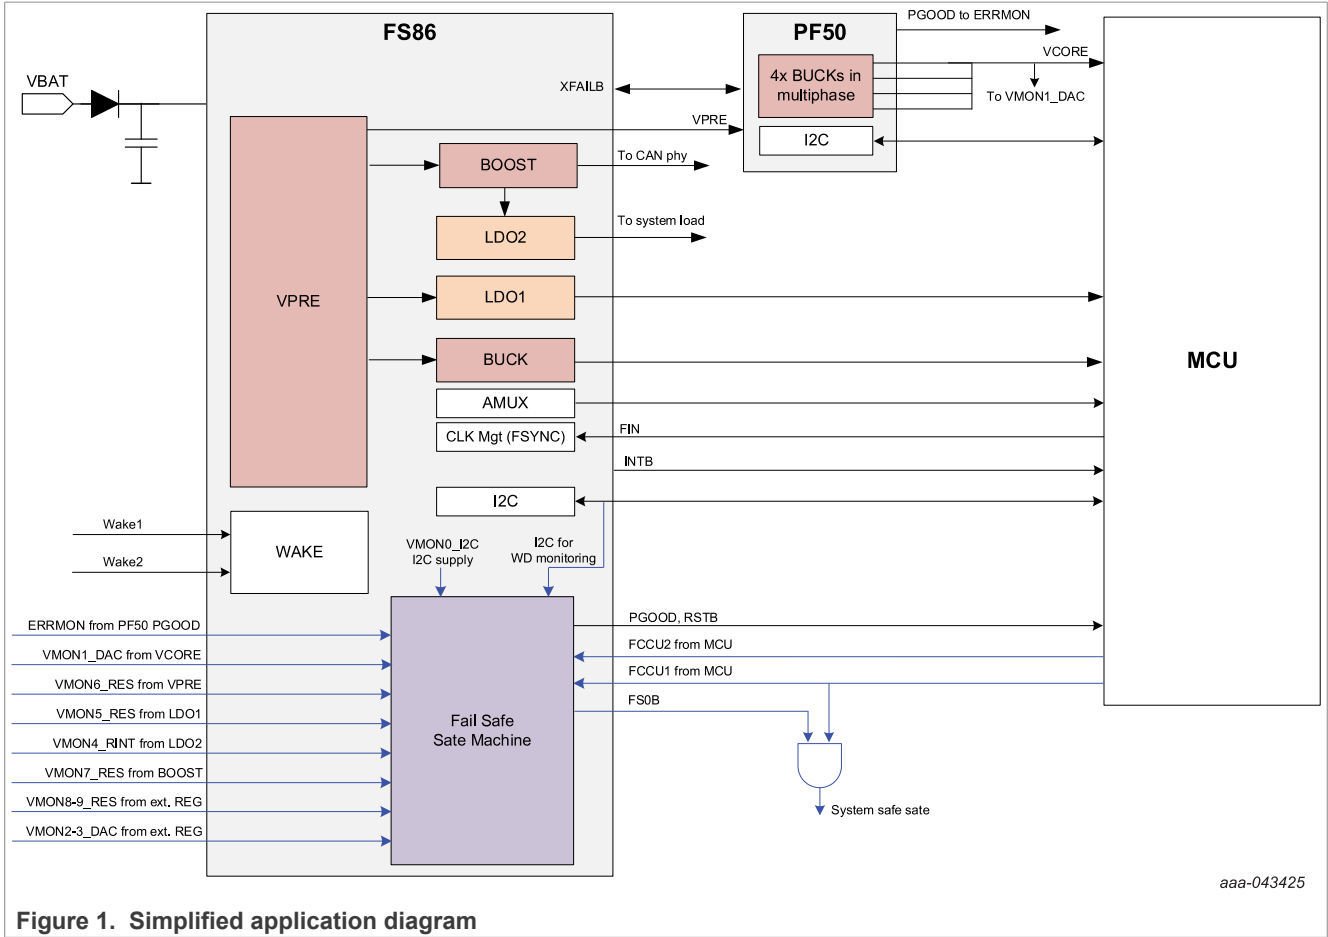 FS86
PF50
PGOOD to ERRMON
VBAT
XFAILB
4x BUCKs in
multiphase
VCORE
To VMON1_DAC
VPRE
I2C
BOOST
To CAN phy
LDO2
To system load
VPRE
LDO1
BUCK
MCU
AMUX
CLK Mgt (FSYNC)
FIN
INTB
I2C
Wake1
WAKE
Wake2
VMON0_I2C
I2C supply
I2C for
WD monitoring
ERRMON from PF50 PGOOD
VMON1_DAC from VCORE
VMON6_RES from VPRE
VMON5_RES from LDO1
VMON4_RINT from LDO2
VMON7_RES from BOOST
VMON8-9_RES from ext. REG
VMON2-3_DAC from ext. REG
Fail Safe
Sate Machine
PGOOD, RSTB
FCCU2 from MCU
FCCU1 from MCU
FS0B
System safe sate
aaa-043425
Figure 1. Simplified application diagram